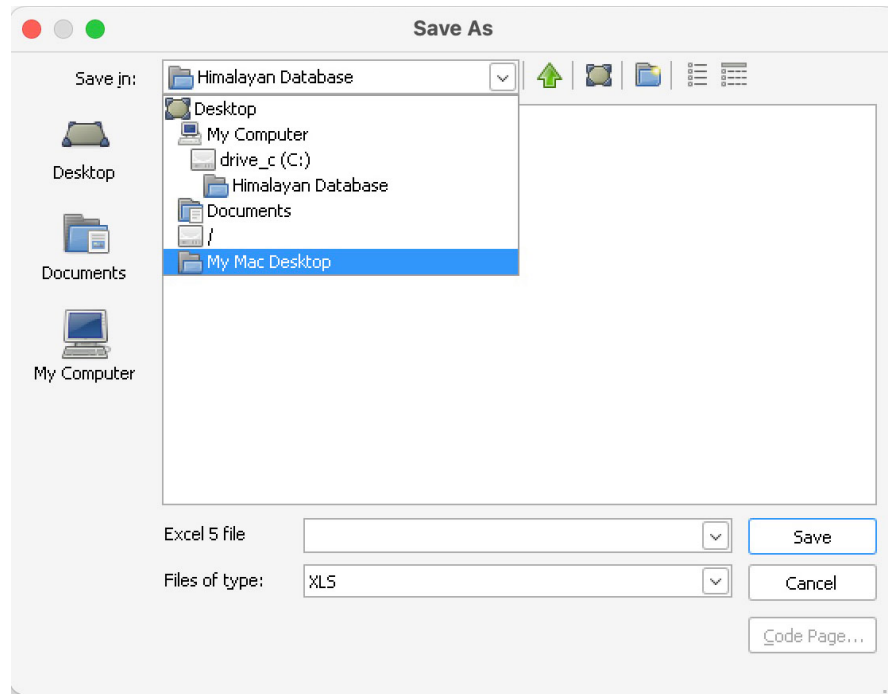 Save As
Save in:
Himalayan Database
Desktop
My Computer
drive_c (C:)
Himalayan Database
Documents
/
My Mac Desktop
Desktop
Documents
My Computer
Excel 5 file
Save
Files of type:
XLS
Cancel
Code Page...